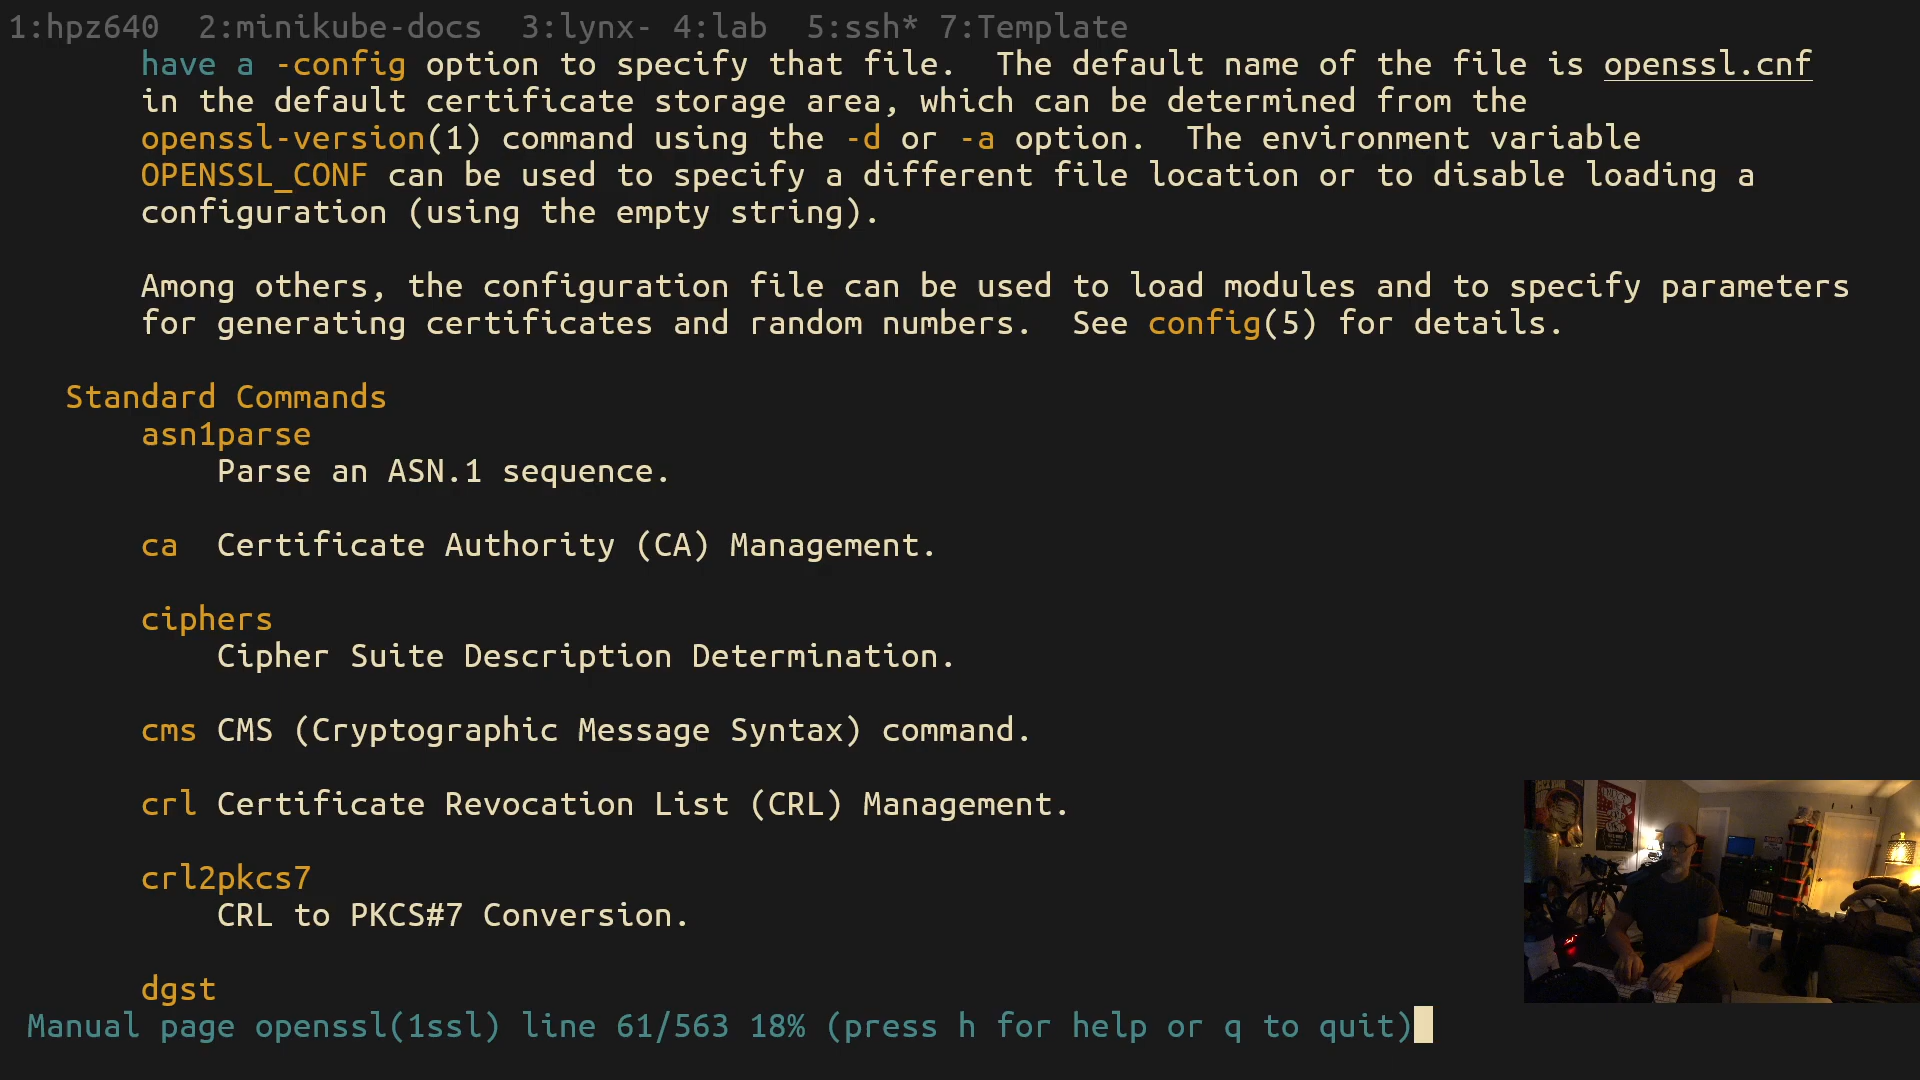 1:hpz640  2:minikube-docs  3:lynx- 4:lab  5:ssh* 7:Template
have a -config option to specify that file.  The default name of the file is openssl.cnf
in the default certificate storage area, which can be determined from the
openssl-version(1) command using the -d or -a option.  The environment variable
OPENSSL_CONF can be used to specify a different file location or to disable loading a
configuration (using the empty string).
Among others, the configuration file can be used to load modules and to specify parameters
for generating certificates and random numbers.  See config(5) for details.
Standard Commands
asn1parse
Parse an ASN.1 sequence.
ca  Certificate Authority (CA) Management.
ciphers
Cipher Suite Description Determination.
cms CMS (Cryptographic Message Syntax) command.
crl Certificate Revocation List (CRL) Management.
crl2pkcs7
CRL to PKCS#7 Conversion.
dgst
Manual page openssl(1ssl) line 61/563 18% (press h for help or q to quit)